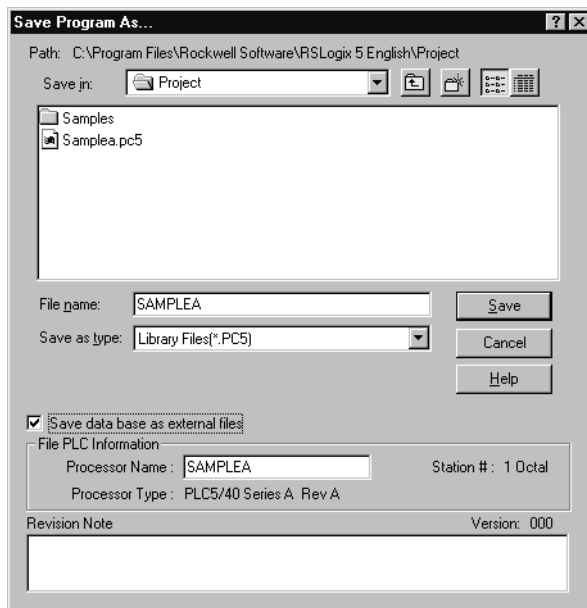 Save Program As...
Path: C:\Program Files\Rockwell Software\RSLogix 5 English\Project
Save in: Project
Samples
Samplea.pc5
File name: SAMPLEA Save
Save as type: Library Files(*.PC5) Cancel
Help
Save data base as external files
File PLC Information
Processor Name : SAMPLEA Station # : 1 Octal
Processor Type : PLC5/40 Series A Rev A
Revision Note Version: 000